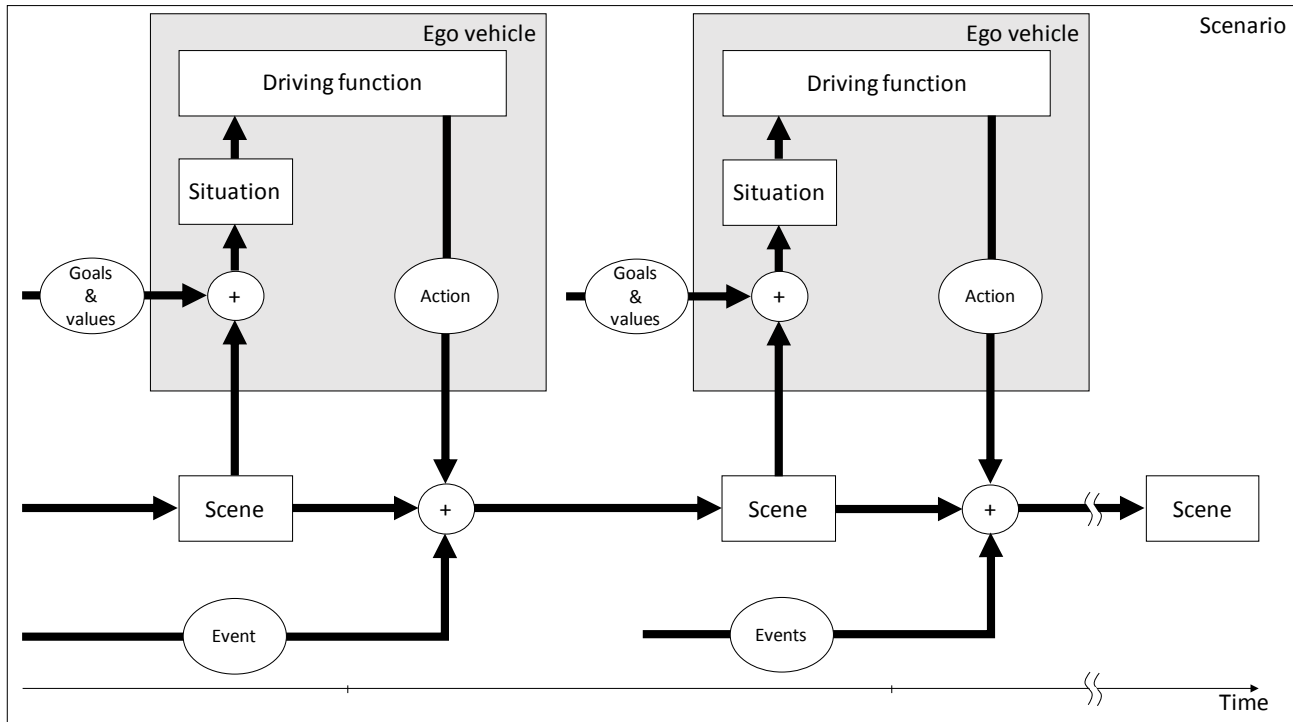 Ego vehicle
Ego vehicle
Scenario
Driving function
Driving function
Situation
Situation
Goals
&
values
+
Action
Goals
&
values
+
Action
Scene
+
Scene
+
Scene
Event
Events
Time